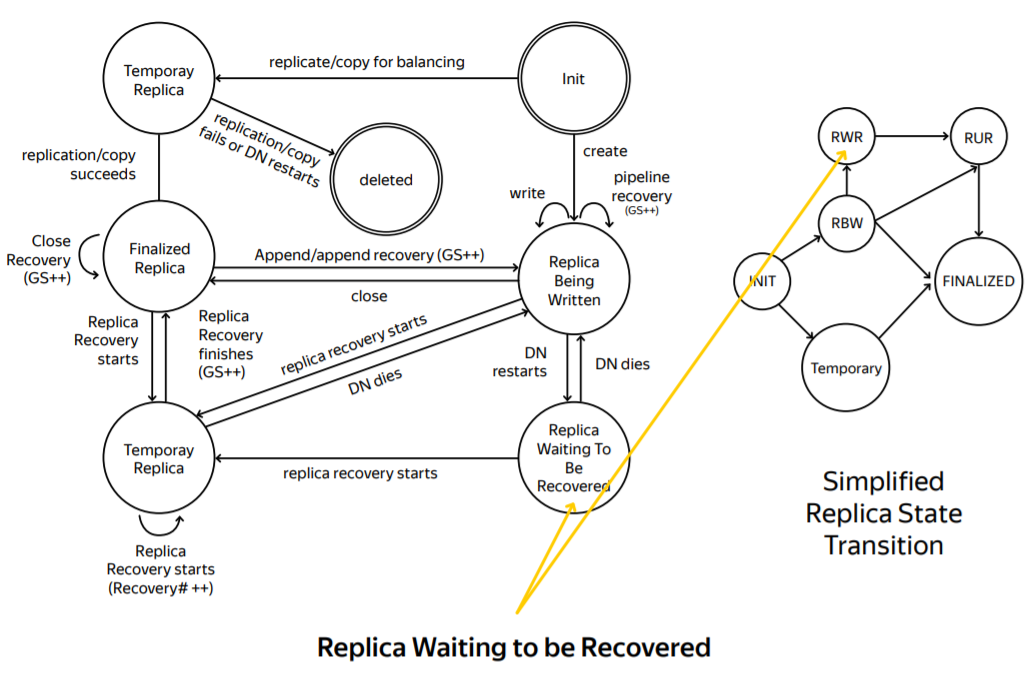 Temporay
Replica
replicate/copy for balancing
Init
replication/copy
fails or DN restarts
deleted
replication/copy
succeeds
create
write
pipeline
recovery
(GS++)
Close
Recovery
(GS++)
Finalized
Replica
Append/append recovery (GS++)
close
Replica
Being
Written
Replica
Recovery
starts
Replica
Recovery
finishes
(GS++)
replica recovery starts
DN dies
DN
restarts
DN dies
Temporay
Replica
replica recovery starts
Replica
Waiting To
Be
Recovered
Replica
Recovery starts
(Recovery# ++)
RWR
RUR
RBW
INIT
FINALIZED
Temporary
Simplified
Replica State
Transition
Replica Waiting to be Recovered